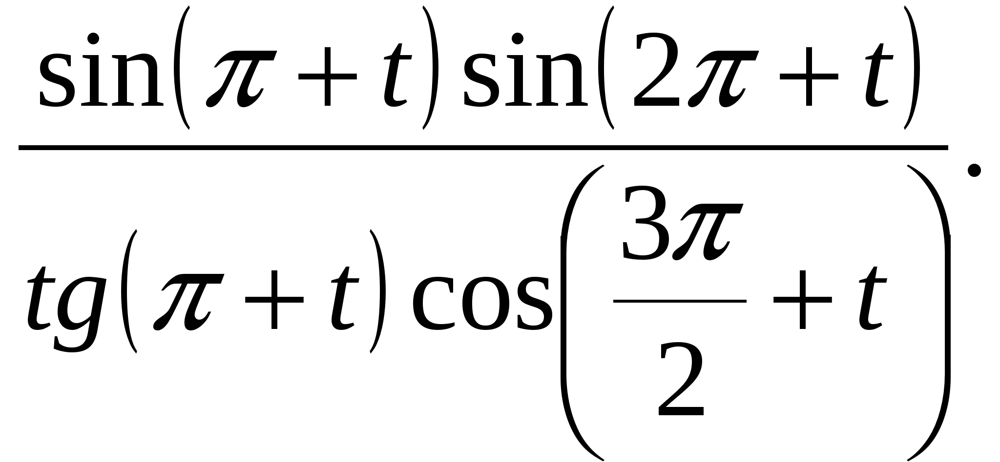 sin(π + t) sin(2π + t)
tg(π + t) cos(3π/2 + t).